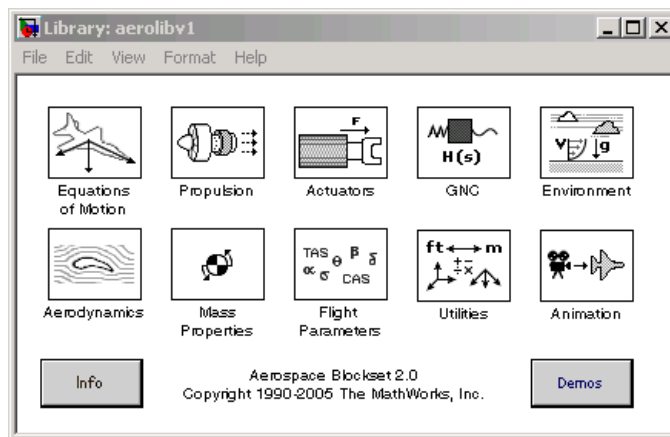 Library: aerolibv1
File Edit View Format Help
F
H(s)
V g
Equations
of Motion
Propulsion
Actuators
GNC
Environment
TAS θ β δ
α σ CAS
ft m
Aerodynamics
Mass
Properties
Flight
Parameters
Utilities
Animation
Info
Aerospace Blockset 2.0
Copyright 1990-2005 The MathWorks, Inc.
Demos